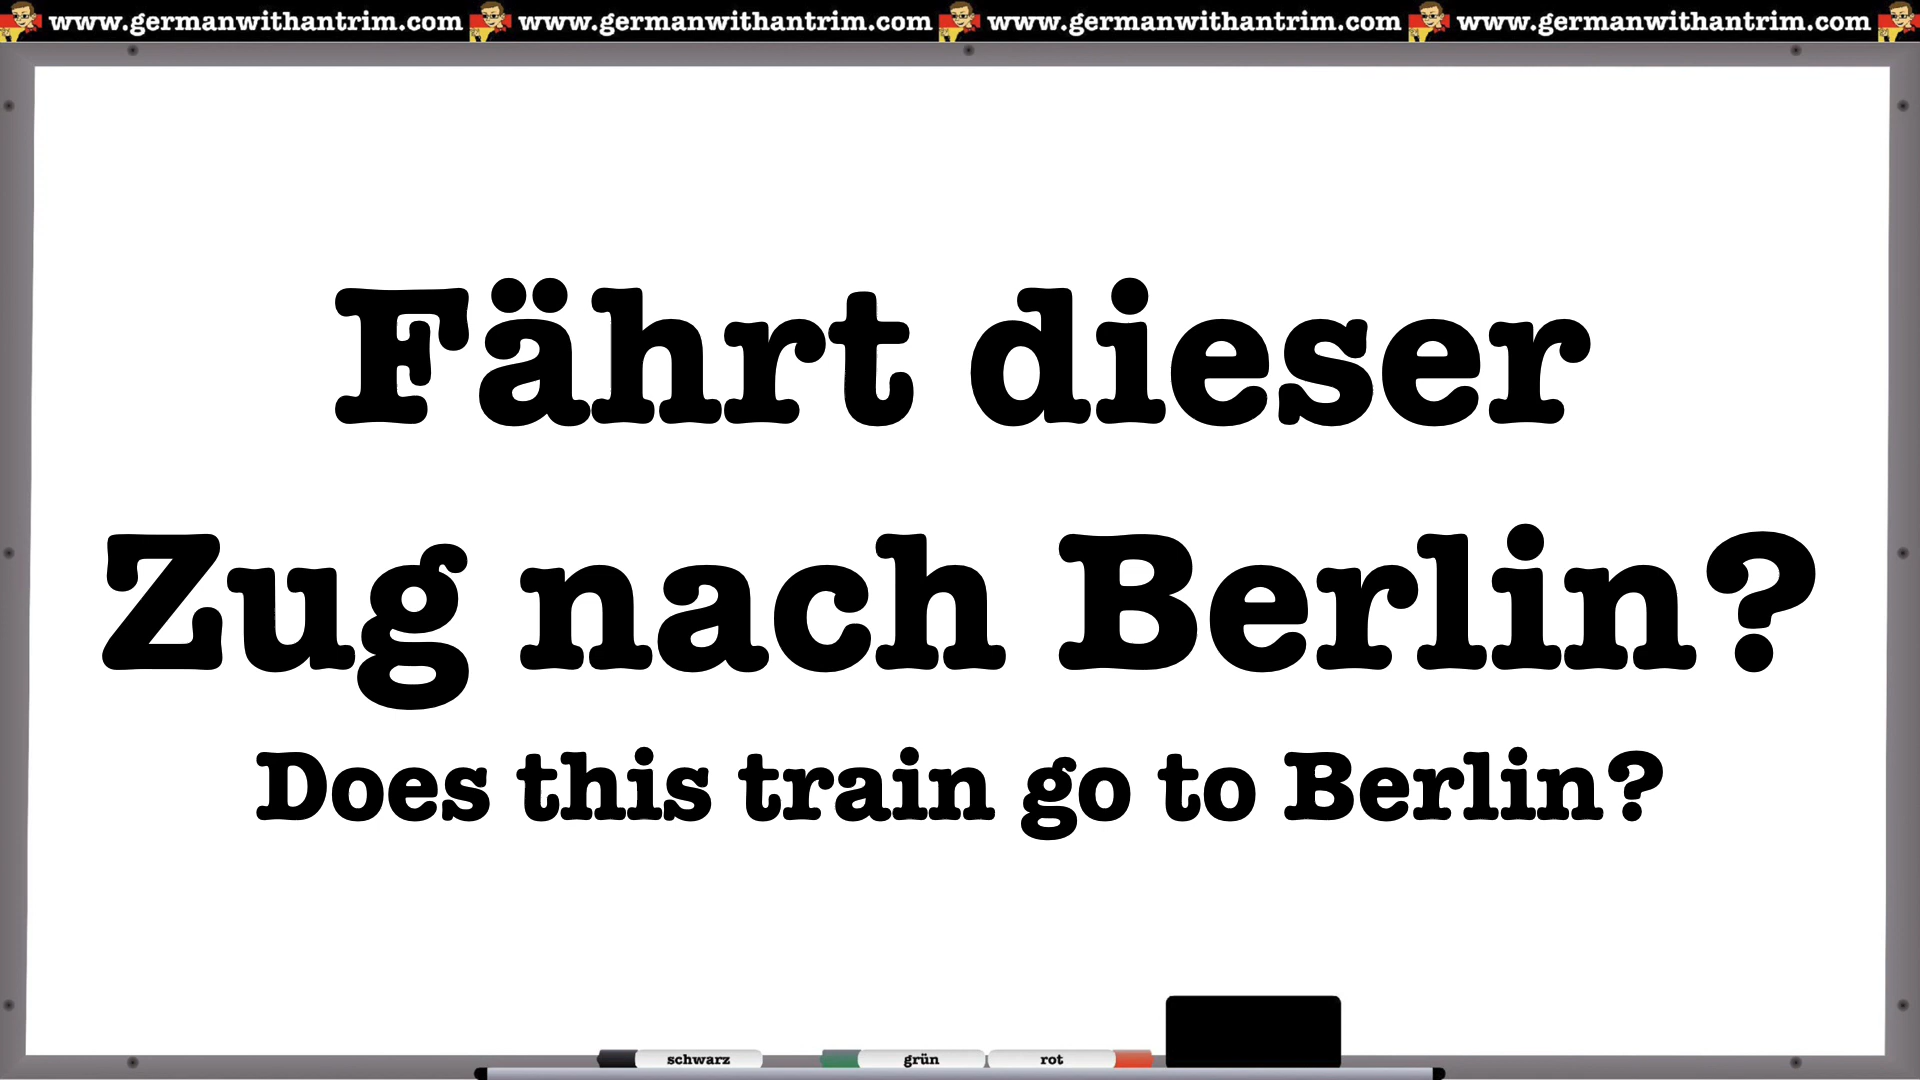 www.germanwithantrim.com www.germanwithantrim.com www.germanwithantrim.com www.germanwithantrim.com
Fährt dieser
Zug nach Berlin?
Does this train go to Berlin?
schwarz grün rot